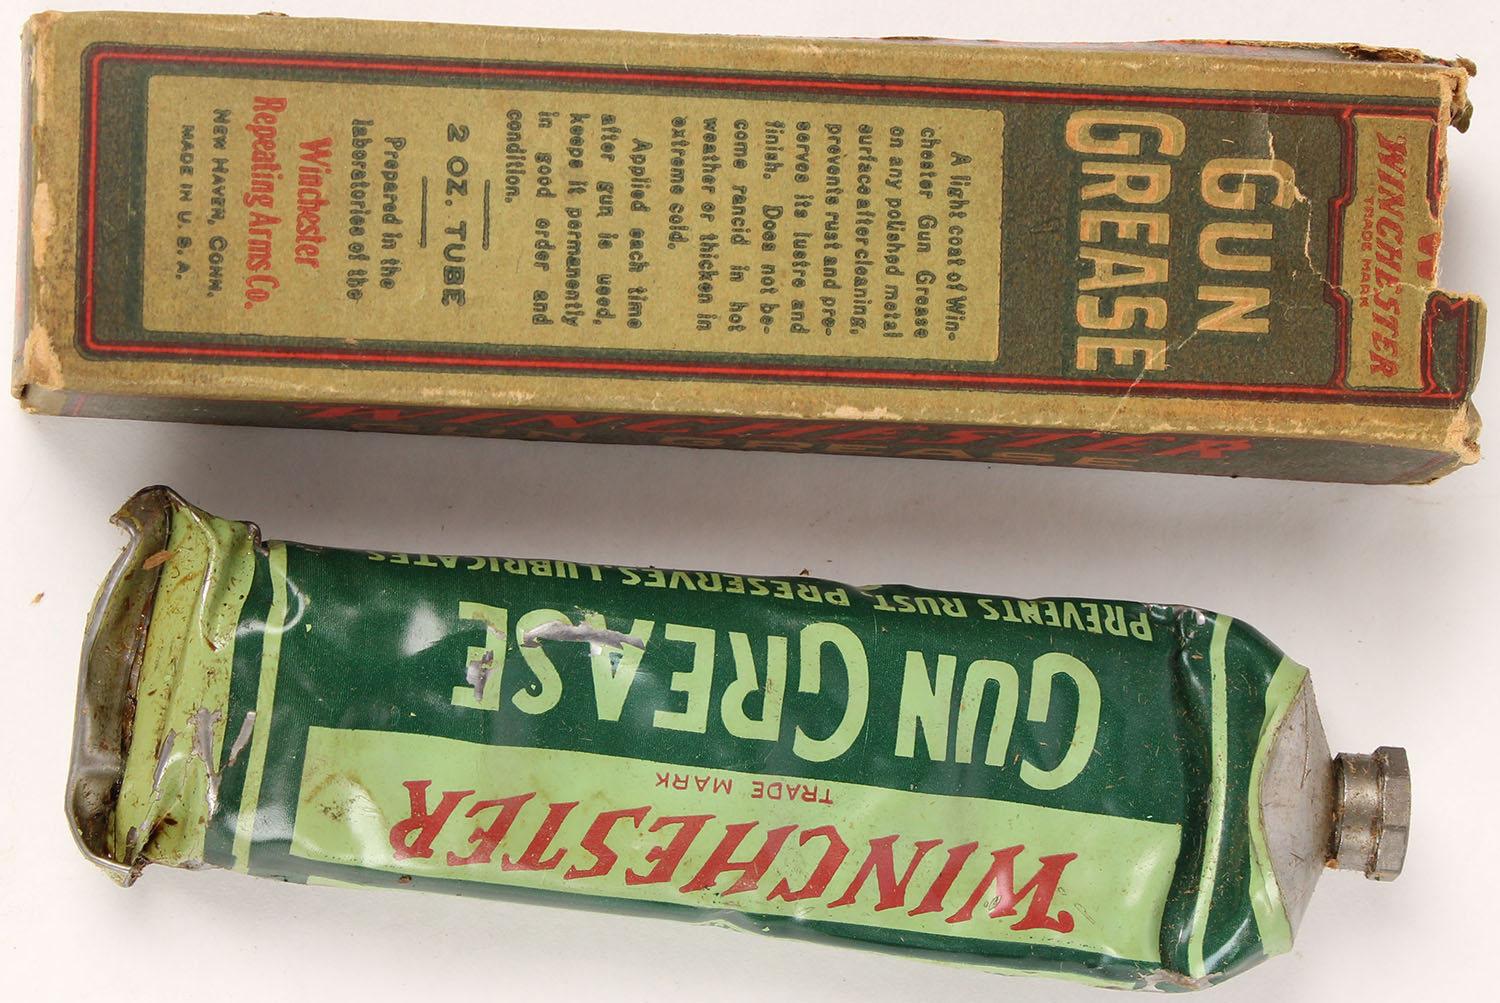 WINCHESTER
TRADE MARK
GUN
GREASE
A light coat of Win-
chester Gun Grease
on any polished metal
surface after cleaning,
prevents rust and pre-
serves its lustre and
finish. Does not be-
come rancid in hot
weather or thicken in
extreme cold.
Applied each time
after gun is used,
keeps it permanently
in good order and
condition.
2 OZ. TUBE
Prepared in the
laboratories of the
Winchester
Repeating Arms Co.
NEW HAVEN, CONN.
MADE IN U. S. A.
WINCHESTER
GUN GREASE
WINCHESTER
TRADE MARK
GUN GREASE
PREVENTS RUST, PRESERVES, LUBRICATES